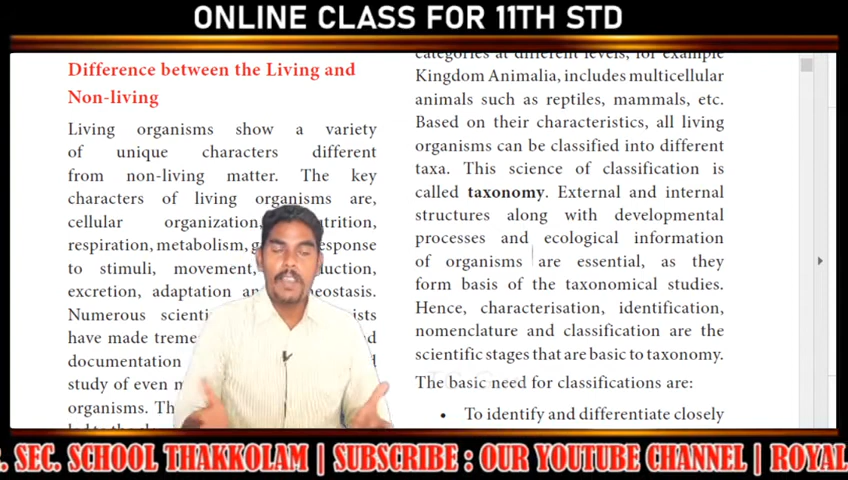 ONLINE CLASS FOR 11TH STD
Difference between the Living and
Non-living
Living organisms show a variety
of unique characters different
from non-living matter. The key
characters of living organisms are,
cellular organization,
respiration, metabolism,
to stimuli, movement,
excretion, adaptation
Numerous
have made
documentation
study of even
organisms.
categories at different levels, for example
Kingdom Animalia, includes multicellular
animals such as reptiles, mammals, etc.
Based on their characteristics, all living
organisms can be classified into different
taxa. This science of classification is
called taxonomy. External and internal
structures along with developmental
processes and ecological information
of organisms are essential, as they
form basis of the taxonomical studies.
Hence, characterisation, identification,
nomenclature and classification are the
scientific stages that are basic to taxonomy.
The basic need for classifications are:
• To identify and differentiate closely
. SEC. SCHOOL THAKKOLAM | SUBSCRIBE : OUR YOUTUBE CHANNEL | ROYAL